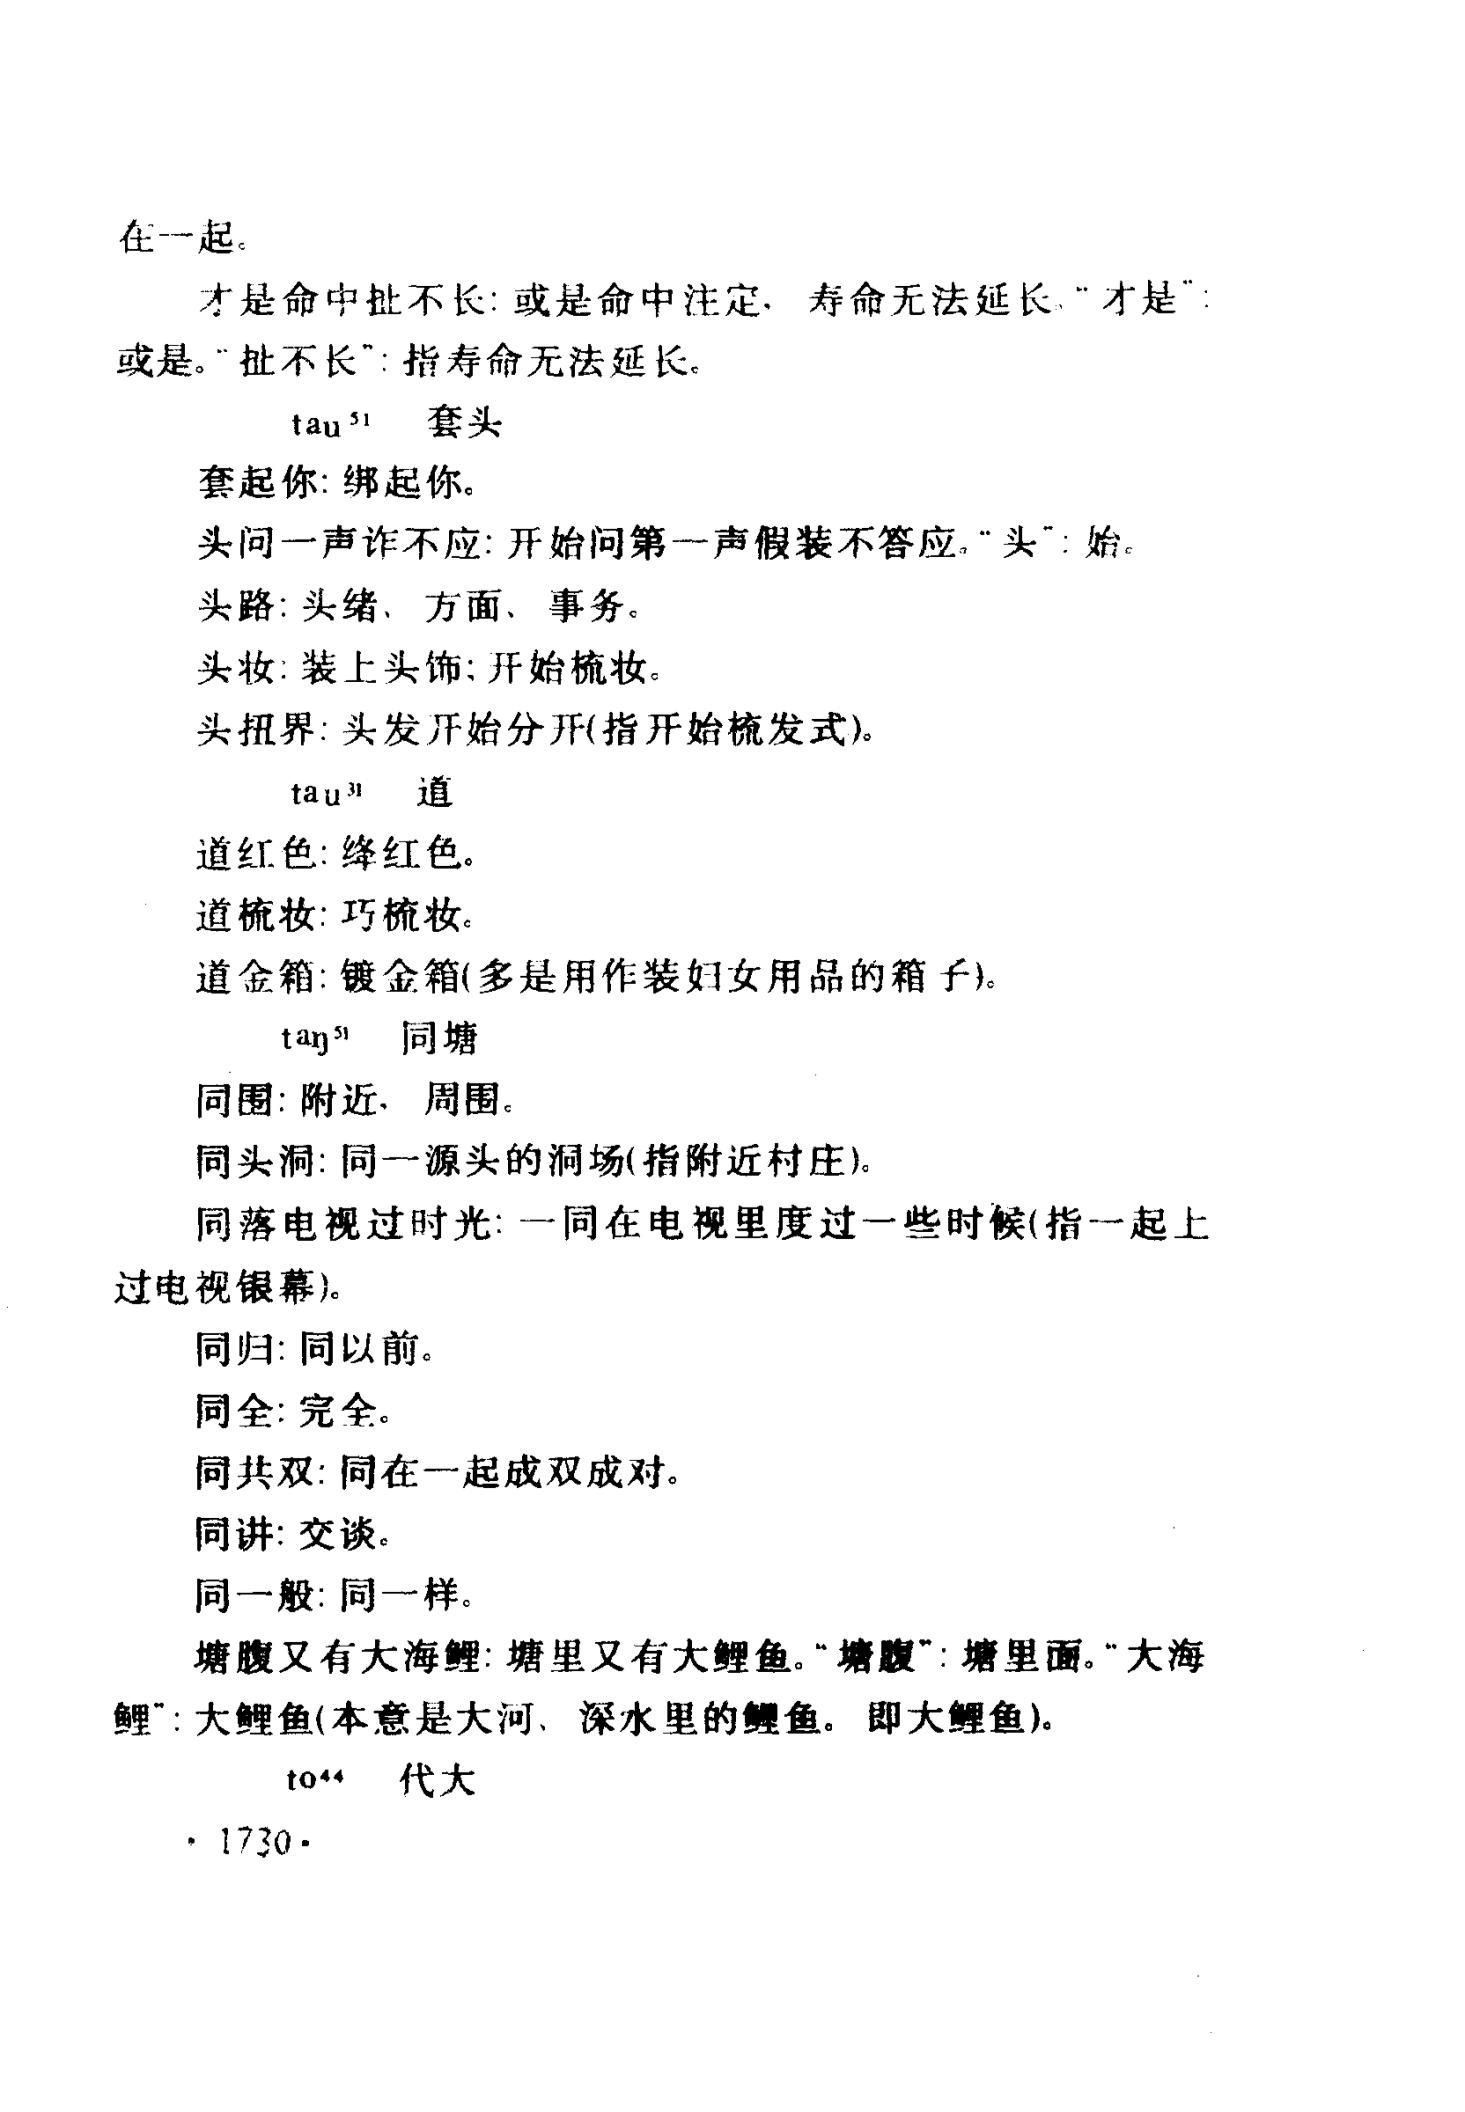 在一起。
才是命中扯不长:或是命中注定、寿命无法延长、“才是”:
或是。“扯不长”:指寿命无法延长。
tau⁵¹ 套头
套起你:绑起你。
头问一声诈不应:开始问第一声假装不答应。“头”:始。
头路:头绪、方面、事务。
头妆:装上头饰;开始梳妆。
头扭界:头发开始分开(指开始梳发式)。
tau³¹ 道
道红色:绛红色。
道梳妆:巧梳妆。
道金箱:镀金箱(多是用作装妇女用品的箱子)。
taŋ⁵¹ 同塘
同围:附近、周围。
同头洞:同一源头的洞场(指附近村庄)。
同落电视过时光:一同在电视里度过一些时候(指一起上
过电视银幕)。
同归:同以前。
同全:完全。
同共双:同在一起成双成对。
同讲:交谈。
同一般:同一样。
塘腹又有大海鲤:塘里又有大鲤鱼。“塘腹”:塘里面。“大海
鲤”:大鲤鱼(本意是大河、深水里的鲤鱼。即大鲤鱼)。
to⁴⁴ 代大
·1730·